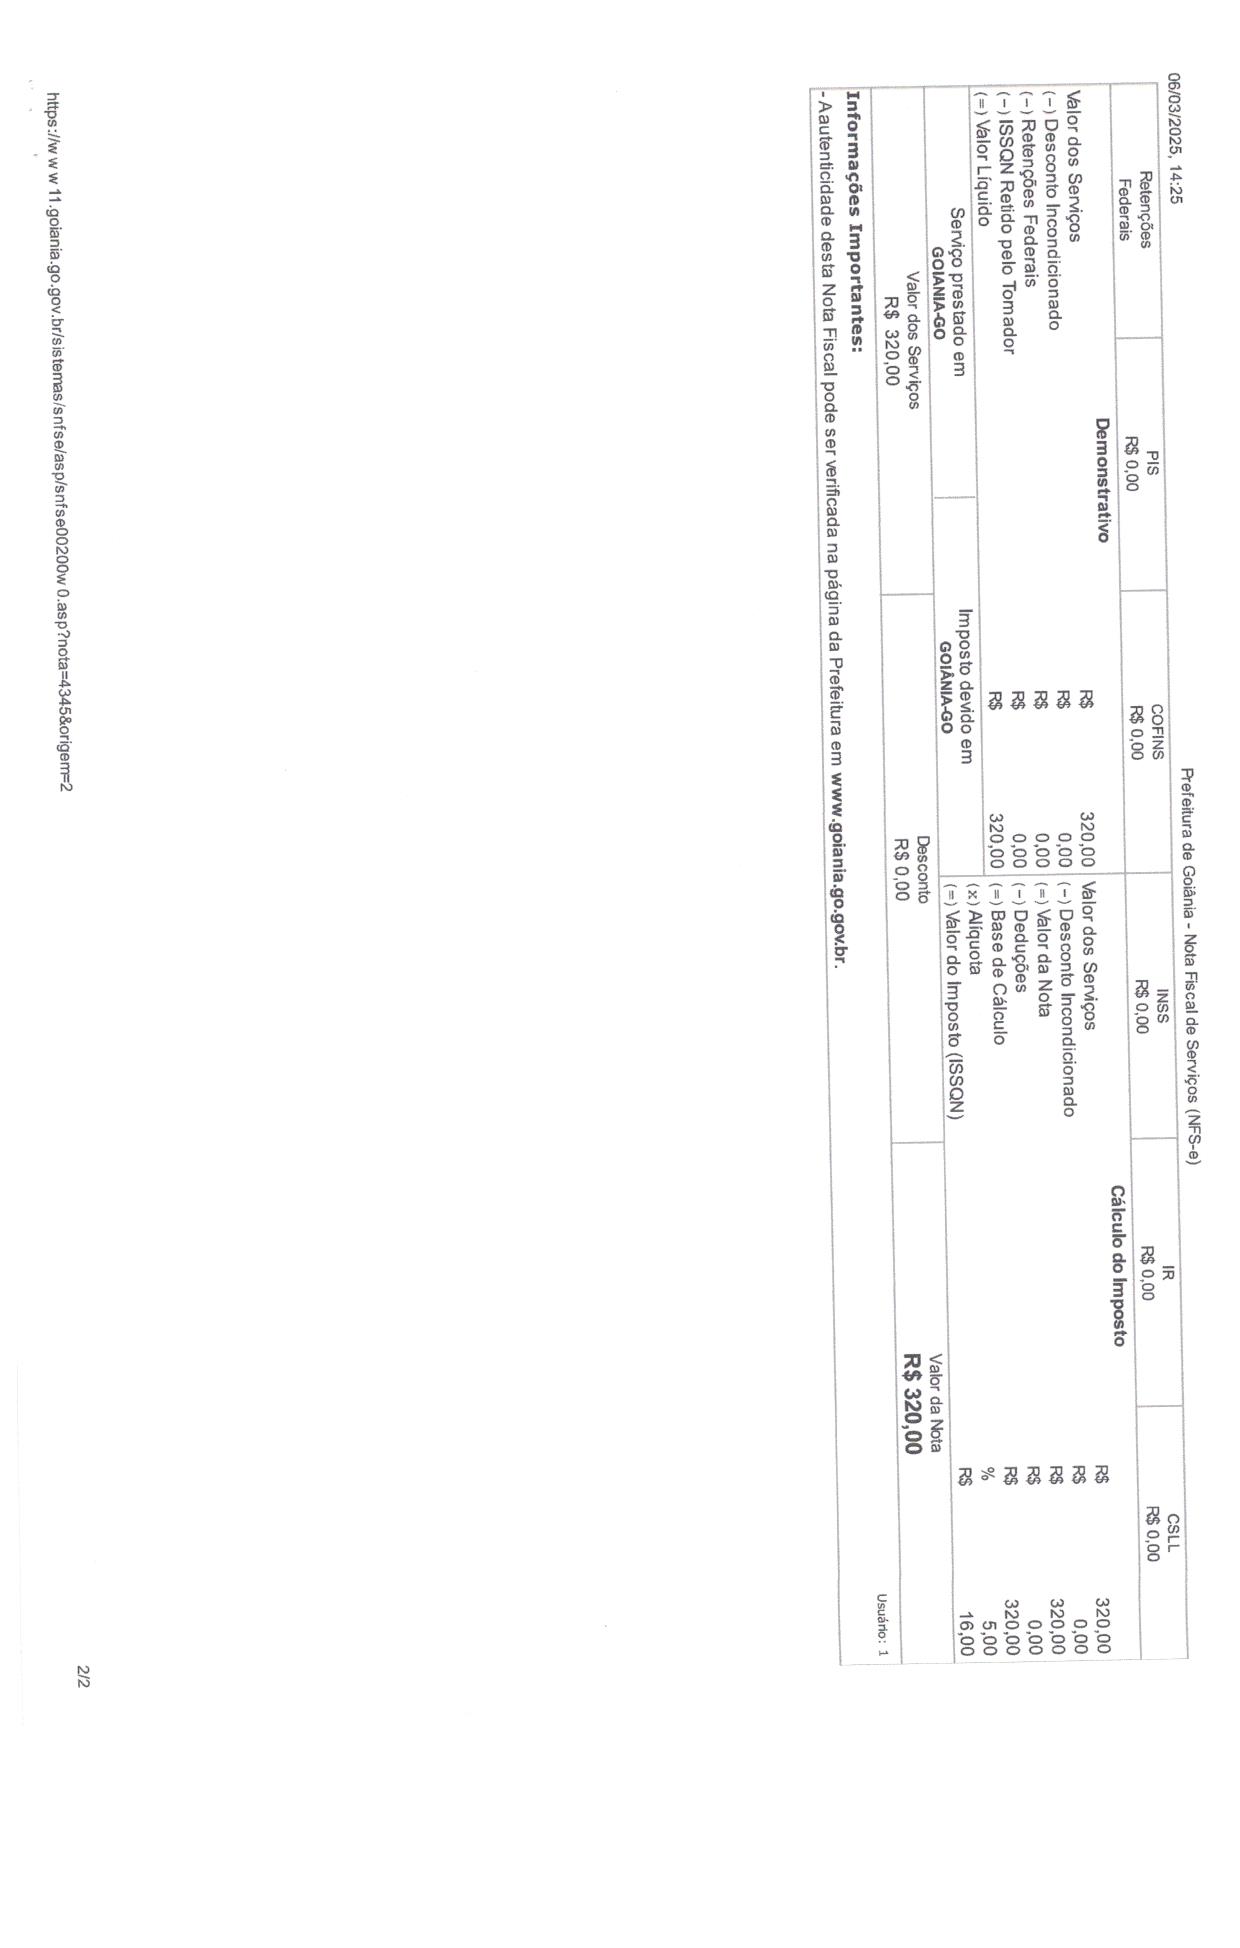 06/03/2025, 14:25
Prefeitura de Goiânia - Nota Fiscal de Serviços (NFS-e)
Retenções Federais PIS COFINS INSS IR CSLL
R$ 0,00 R$ 0,00 R$ 0,00 R$ 0,00 R$ 0,00
Demonstrativo
Valor dos Serviços R$ 320,00
(-) Desconto Incondicionado R$ 0,00
(-) Retenções Federais R$ 0,00
(-) ISSQN Retido pelo Tomador R$ 0,00
(=) Valor Líquido R$ 320,00
Serviço prestado em
GOIANIA-GO
Imposto devido em
GOIÂNIA-GO
Cálculo do Imposto
Valor dos Serviços R$ 320,00
(-) Desconto Incondicionado R$ 0,00
(=) Valor da Nota R$ 320,00
(-) Deduções R$ 0,00
(=) Base de Cálculo R$ 320,00
(x) Alíquota % 5,00
(=) Valor do Imposto (ISSQN) R$ 16,00
Valor dos Serviços
R$ 320,00
Desconto
R$ 0,00
Valor da Nota
R$ 320,00
Usuário: 1
Informações Importantes:
- A autenticidade desta Nota Fiscal pode ser verificada na página da Prefeitura em www.goiania.go.gov.br.
https://www11.goiania.go.gov.br/sistemas/snfse/asp/snfse00200w0.asp?nota=4345&origem=2
2/2